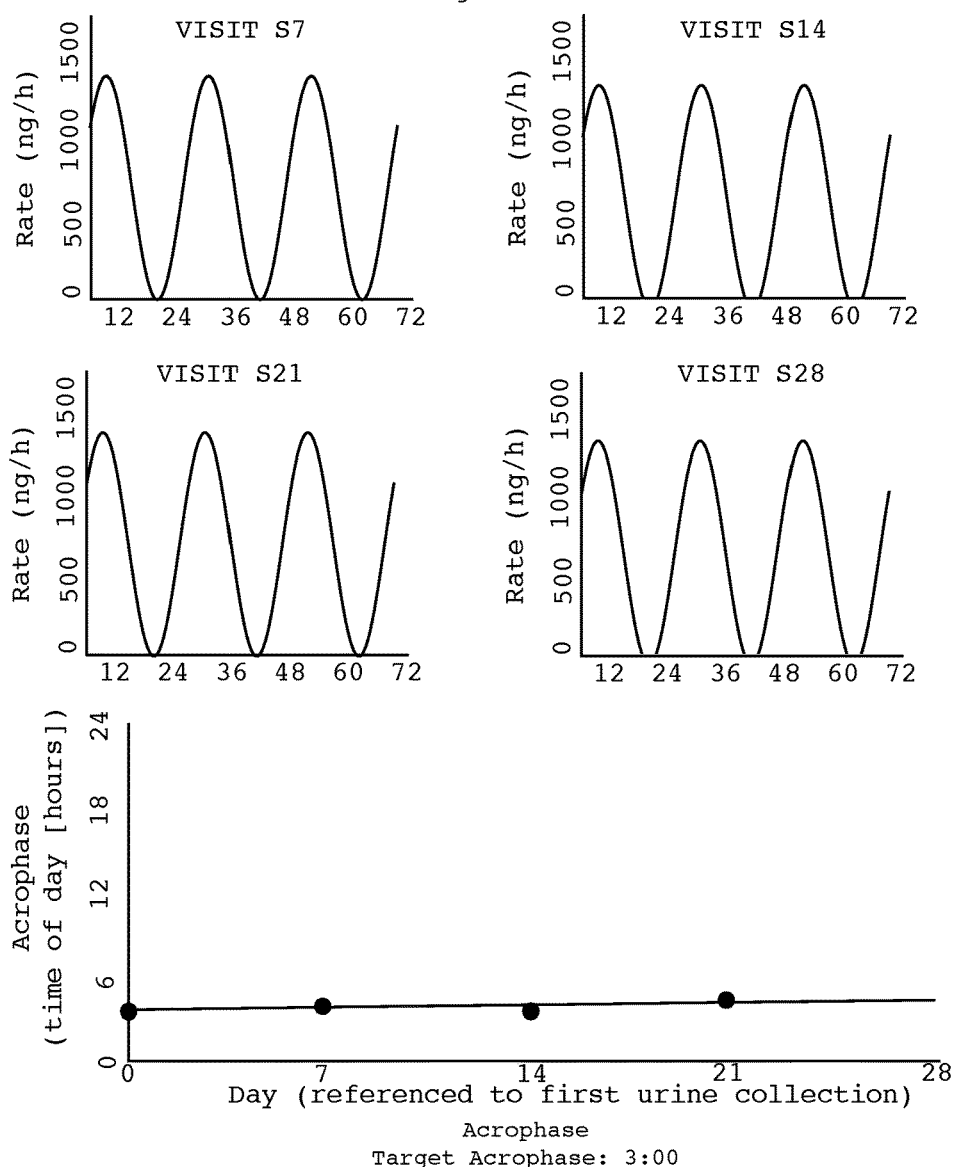 VISIT S7
Rate (ng/h)
1500
1000
500
0
12 24 36 48 60 72
VISIT S14
Rate (ng/h)
1500
1000
500
0
12 24 36 48 60 72
VISIT S21
Rate (ng/h)
1500
1000
500
0
12 24 36 48 60 72
VISIT S28
Rate (ng/h)
1500
1000
500
0
12 24 36 48 60 72
Acrophase
(time of day [hours])
24
18
12
6
0
0 7 14 21 28
Day (referenced to first urine collection)
Acrophase
Target Acrophase: 3:00